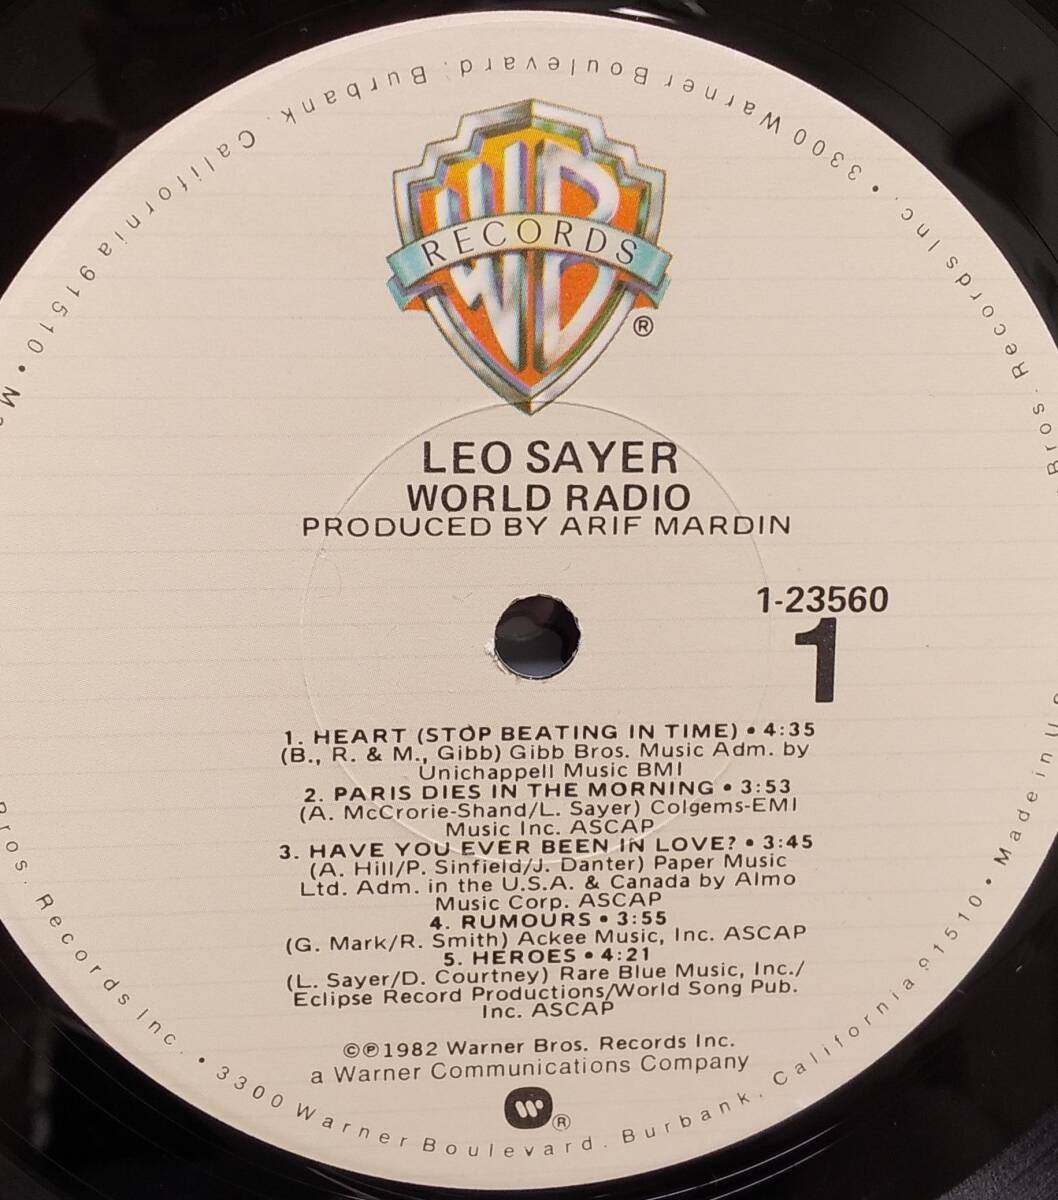 WB
RECORDS
®
LEO SAYER
WORLD RADIO
PRODUCED BY ARIF MARDIN
1-23560
1
1. HEART (STOP BEATING IN TIME) • 4:35
(B., R. & M., Gibb) Gibb Bros. Music Adm. by
Unichappell Music BMI
2. PARIS DIES IN THE MORNING • 3:53
(A. McCrorie-Shand/L. Sayer) Colgems-EMI
Music Inc. ASCAP
3. HAVE YOU EVER BEEN IN LOVE? • 3:45
(A. Hill/P. Sinfield/J. Danter) Paper Music
Ltd. Adm. in the U.S.A. & Canada by Almo
Music Corp. ASCAP
4. RUMOURS • 3:55
(G. Mark/R. Smith) Ackee Music, Inc. ASCAP
5. HEROES • 4:21
(L. Sayer/D. Courtney) Rare Blue Music, Inc./
Eclipse Record Productions/World Song Pub.
Inc. ASCAP
©℗1982 Warner Bros. Records Inc.
a Warner Communications Company
®
Bros. Records Inc. • 3300 Warner Boulevard. Burbank. California 91510 •
Bros. Records Inc. • 3300 Warner Boulevard. Burbank. California 91510 • Made in